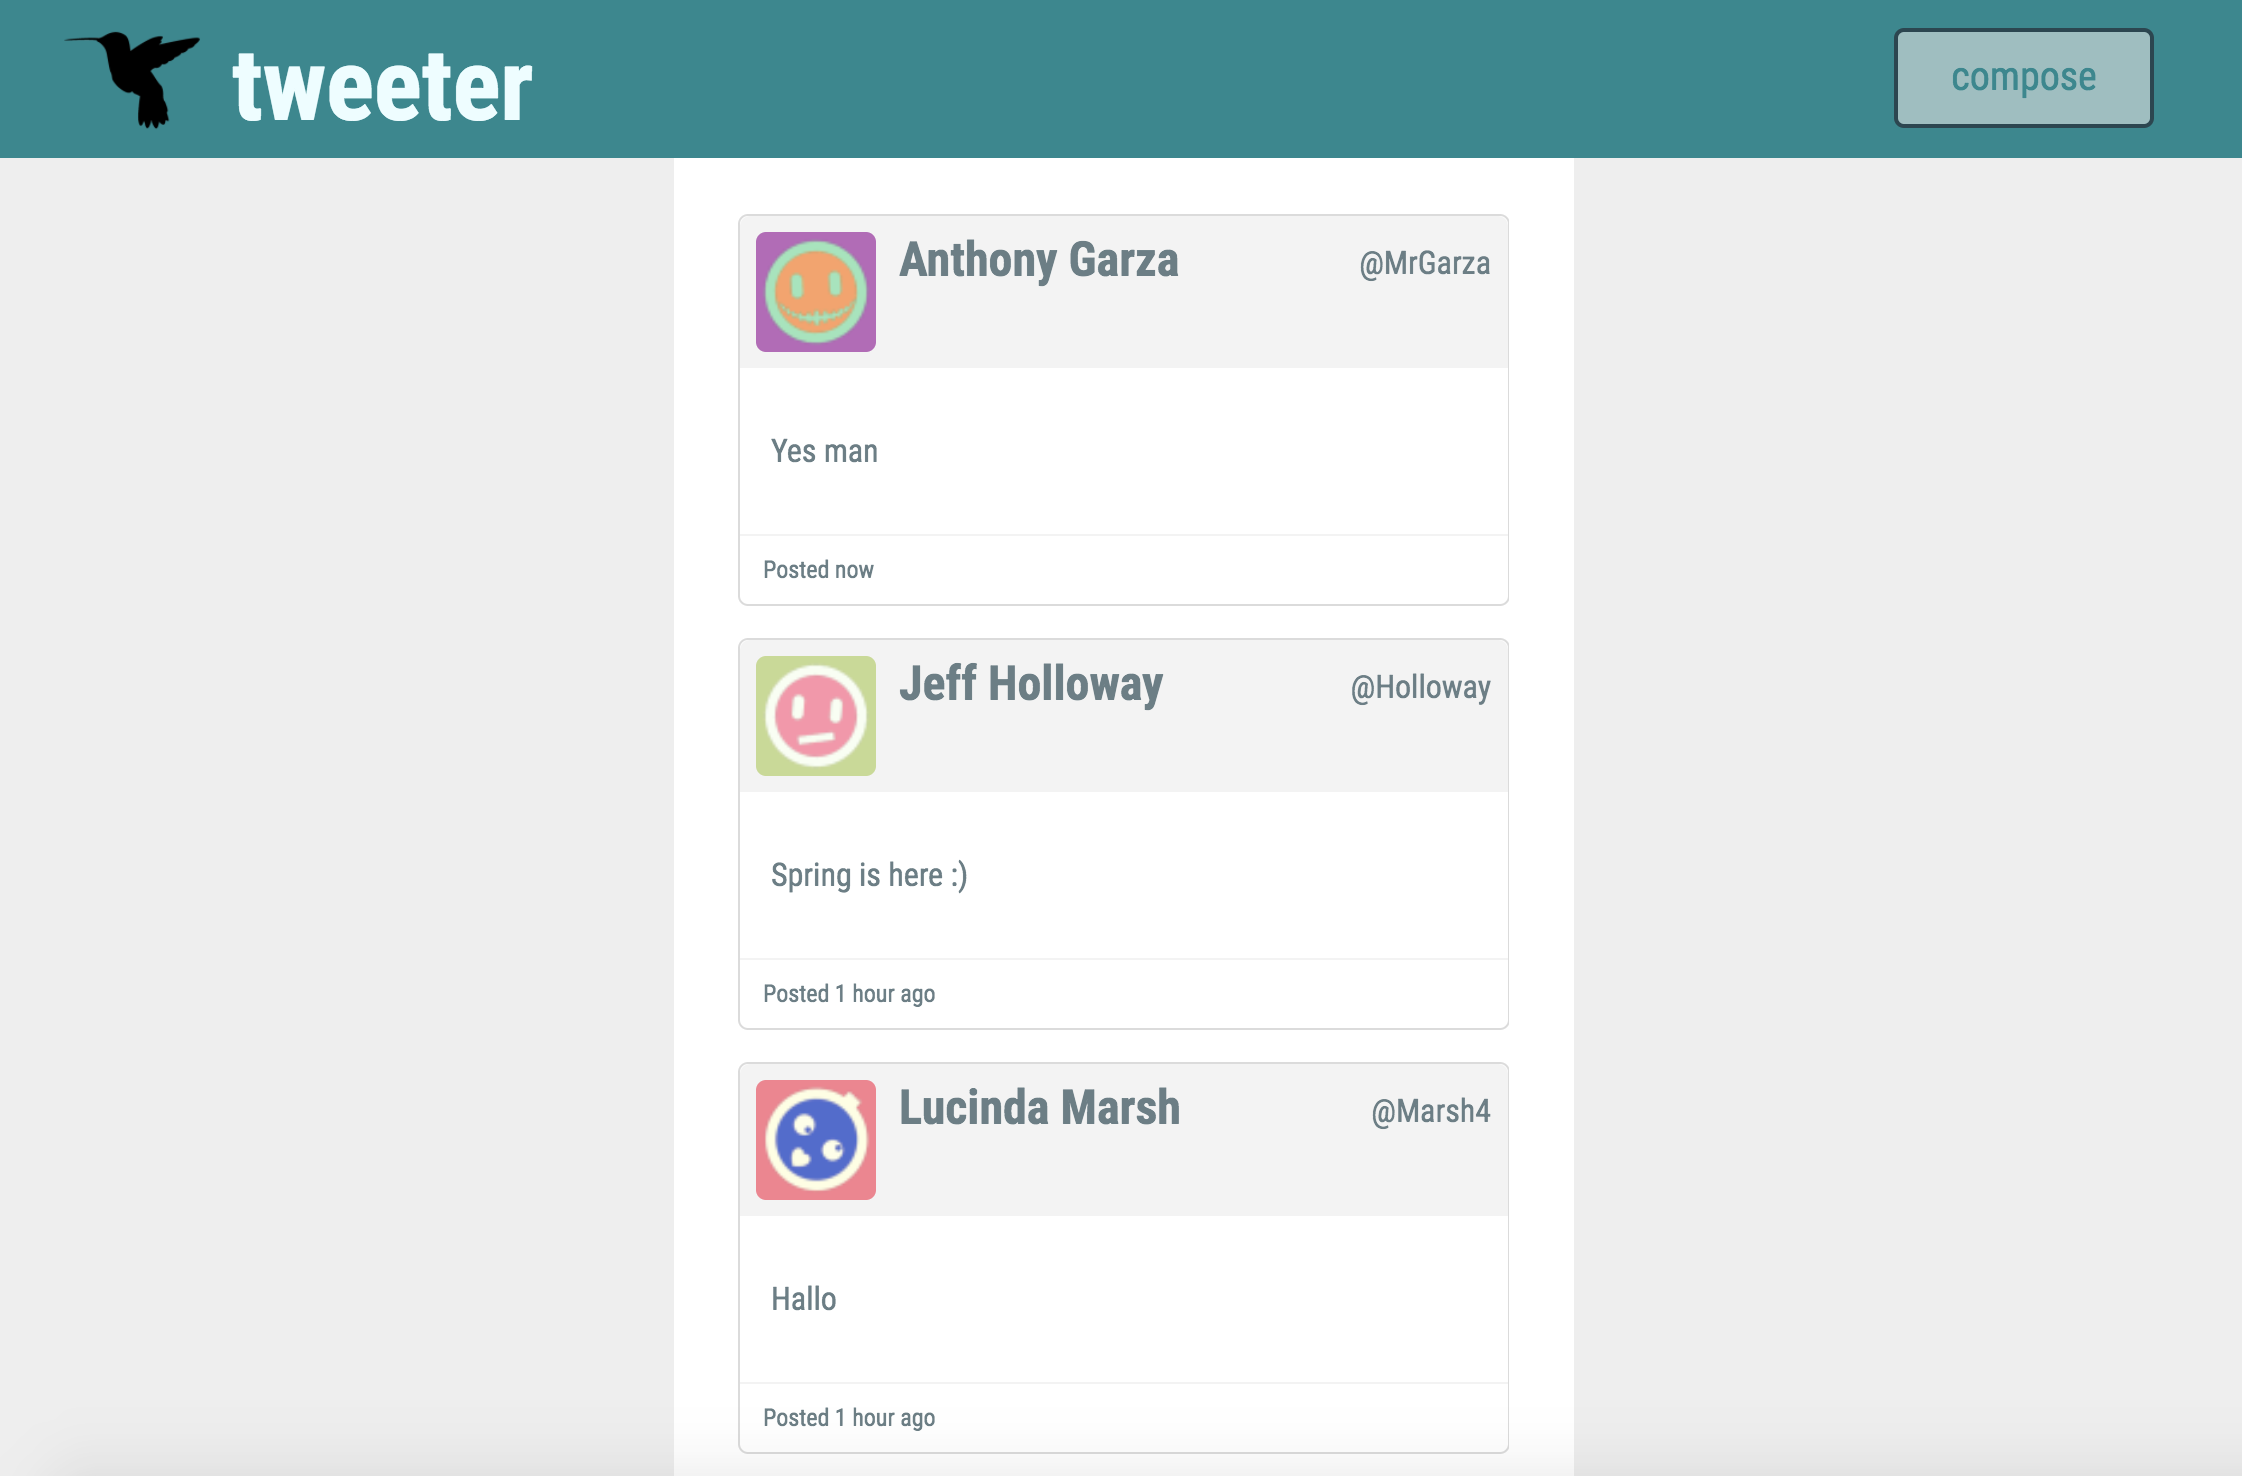 tweeter
compose
Anthony Garza @MrGarza
Yes man
Posted now
Jeff Holloway @Holloway
Spring is here :)
Posted 1 hour ago
Lucinda Marsh @Marsh4
Hallo
Posted 1 hour ago